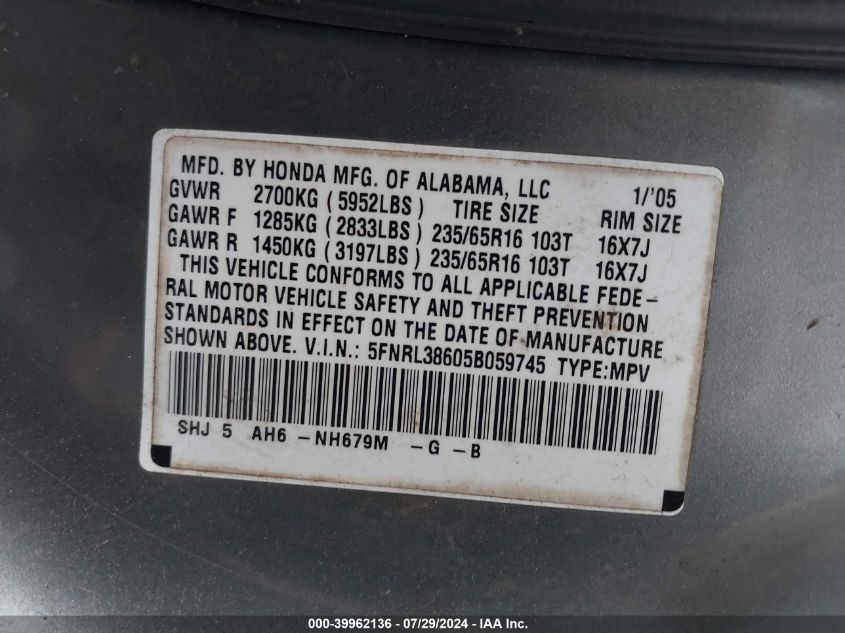 MFD. BY HONDA MFG. OF ALABAMA, LLC 1/'05
GVWR 2700KG (5952LBS) TIRE SIZE RIM SIZE
GAWR F 1285KG (2833LBS) 235/65R16 103T 16X7J
GAWR R 1450KG (3197LBS) 235/65R16 103T 16X7J
THIS VEHICLE CONFORMS TO ALL APPLICABLE FEDE-
RAL MOTOR VEHICLE SAFETY AND THEFT PREVENTION
STANDARDS IN EFFECT ON THE DATE OF MANUFACTURE
SHOWN ABOVE. V.I.N.: 5FNRL38605B059745 TYPE:MPV
SHJ 5 AH6 -NH679M -G -B
000-39962136 - 07/29/2024 - IAA Inc.